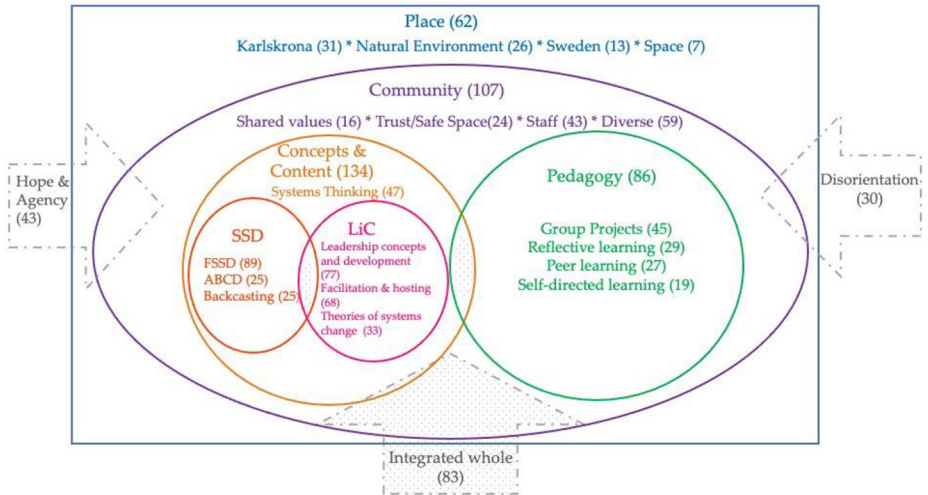 Place (62)
Karlskrona (31) * Natural Environment (26) * Sweden (13) * Space (7)
Community (107)
Shared values (16) * Trust/Safe Space(24) * Staff (43) * Diverse (59)
Concepts &
Content (134)
Systems Thinking (47)
SSD
FSSD (89)
ABCD (25)
Backcasting (25)
LiC
Leadership concepts
and development
(77)
Facilitation & hosting
(68)
Theories of systems
change (33)
Pedagogy (86)
Group Projects (45)
Reflective learning (29)
Peer learning (27)
Self-directed learning (19)
Hope &
Agency
(43)
Disorientation
(30)
Integrated whole
(83)